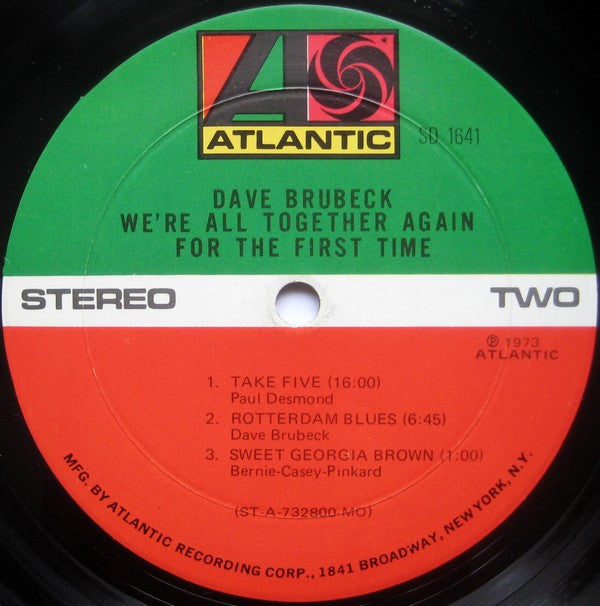 ATLANTIC
SD 1641
DAVE BRUBECK
WE'RE ALL TOGETHER AGAIN
FOR THE FIRST TIME
STEREO
TWO
℗ 1973
ATLANTIC
1. TAKE FIVE (16:00)
Paul Desmond
2. ROTTERDAM BLUES (6:45)
Dave Brubeck
3. SWEET GEORGIA BROWN (1:00)
Bernie-Casey-Pinkard
(ST-A-732800-MO)
MFG. BY ATLANTIC RECORDING CORP., 1841 BROADWAY, NEW YORK, N.Y.